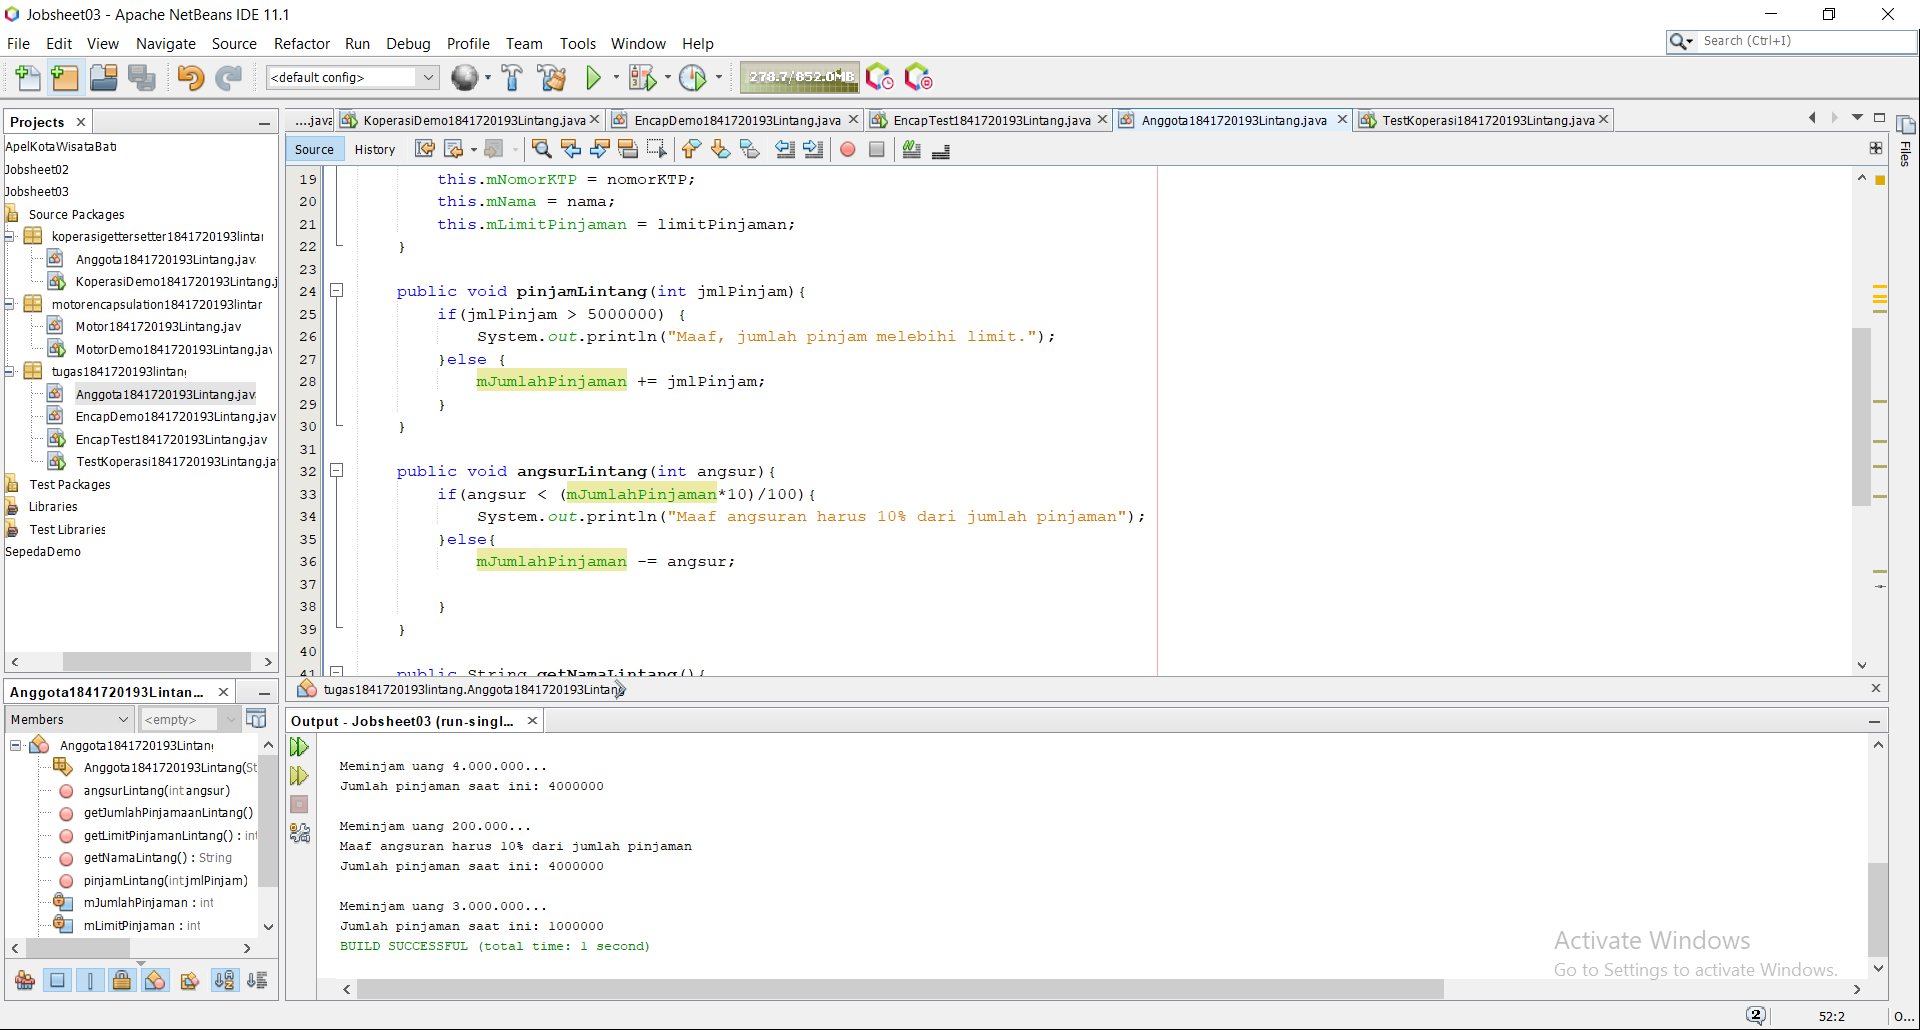 Jobsheet03 - Apache NetBeans IDE 11.1
File Edit View Navigate Source Refactor Run Debug Profile Team Tools Window Help
Search (Ctrl+I)
<default config>
278.7/852.0MB
Projects
ApelKotaWisataBatı
Jobsheet02
Jobsheet03
Source Packages
koperasigettersetter1841720193lintar
Anggota1841720193Lintang.jav
KoperasiDemo1841720193Lintang.j
motorencapsulation1841720193lintar
Motor1841720193Lintang.jav
MotorDemo1841720193Lintang.jav
tugas1841720193lintang
Anggota1841720193Lintang.jav
EncapDemo1841720193Lintang.jav
EncapTest1841720193Lintang.jav
TestKoperasi1841720193Lintang.ja
Test Packages
Libraries
Test Libraries
SepedaDemo
....java KoperasiDemo1841720193Lintang.java EncapDemo1841720193Lintang.java EncapTest1841720193Lintang.java Anggota1841720193Lintang.java TestKoperasi1841720193Lintang.java
Files
Source History
19 this.mNomorKTP = nomorKTP;
20 this.mNama = nama;
21 this.mLimitPinjaman = limitPinjaman;
22 }
23
24 public void pinjamLintang(int jmlPinjam){
25 if(jmlPinjam > 5000000) {
26 System.out.println("Maaf, jumlah pinjam melebihi limit.");
27 }else {
28 mJumlahPinjaman += jmlPinjam;
29 }
30 }
31
32 public void angsurLintang(int angsur){
33 if(angsur < (mJumlahPinjaman*10)/100){
34 System.out.println("Maaf angsuran harus 10% dari jumlah pinjaman");
35 }else{
36 mJumlahPinjaman -= angsur;
37
38 }
39 }
40
41 public String getNamaLintang(){
tugas1841720193lintang.Anggota1841720193Lintang
Anggota1841720193Lintan...
Members <empty>
Anggota1841720193Lintang
Anggota1841720193Lintang(St
angsurLintang(int angsur)
getJumlahPinjamaanLintang()
getLimitPinjamanLintang() : int
getNamaLintang() : String
pinjamLintang(int jmlPinjam)
mJumlahPinjaman : int
mLimitPinjaman : int
Output - Jobsheet03 (run-singl...
Meminjam uang 4.000.000...
Jumlah pinjaman saat ini: 4000000
Meminjam uang 200.000...
Maaf angsuran harus 10% dari jumlah pinjaman
Jumlah pinjaman saat ini: 4000000
Meminjam uang 3.000.000...
Jumlah pinjaman saat ini: 1000000
BUILD SUCCESSFUL (total time: 1 second)
Activate Windows
Go to Settings to activate Windows.
2
52:2
O...